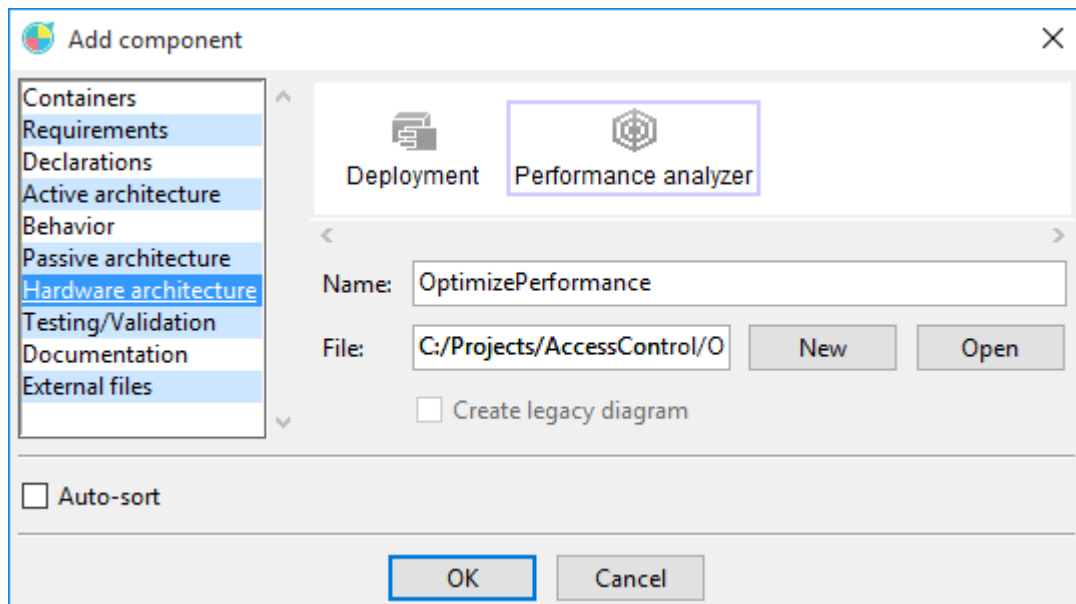 Add component
Containers
Requirements
Declarations
Active architecture
Behavior
Passive architecture
Hardware architecture
Testing/Validation
Documentation
External files
Deployment
Performance analyzer
Name: OptimizePerformance
File: C:/Projects/AccessControl/O New Open
Create legacy diagram
Auto-sort
OK Cancel